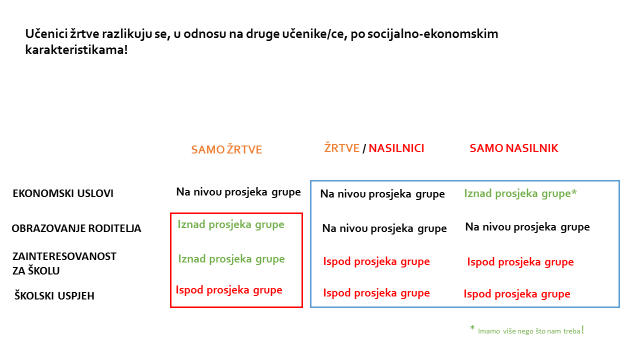 Učenici žrtve razlikuju se, u odnosu na druge učenike/ce, po socijalno-ekonomskim
karakteristikama!
SAMO ŽRTVE
ŽRTVE / NASILNICI
SAMO NASILNIK
EKONOMSKI USLOVI
Na nivou prosjeka grupe
Na nivou prosjeka grupe
Iznad prosjeka grupe*
OBRAZOVANJE RODITELJA
Iznad prosjeka grupe
Na nivou prosjeka grupe
Na nivou prosjeka grupe
ZAINTERESOVANOST
ZA ŠKOLU
Iznad prosjeka grupe
Ispod prosjeka grupe
Ispod prosjeka grupe
ŠKOLSKI USPJEH
Ispod prosjeka grupe
Ispod prosjeka grupe
Ispod prosjeka grupe
* Imamo više nego što nam treba!